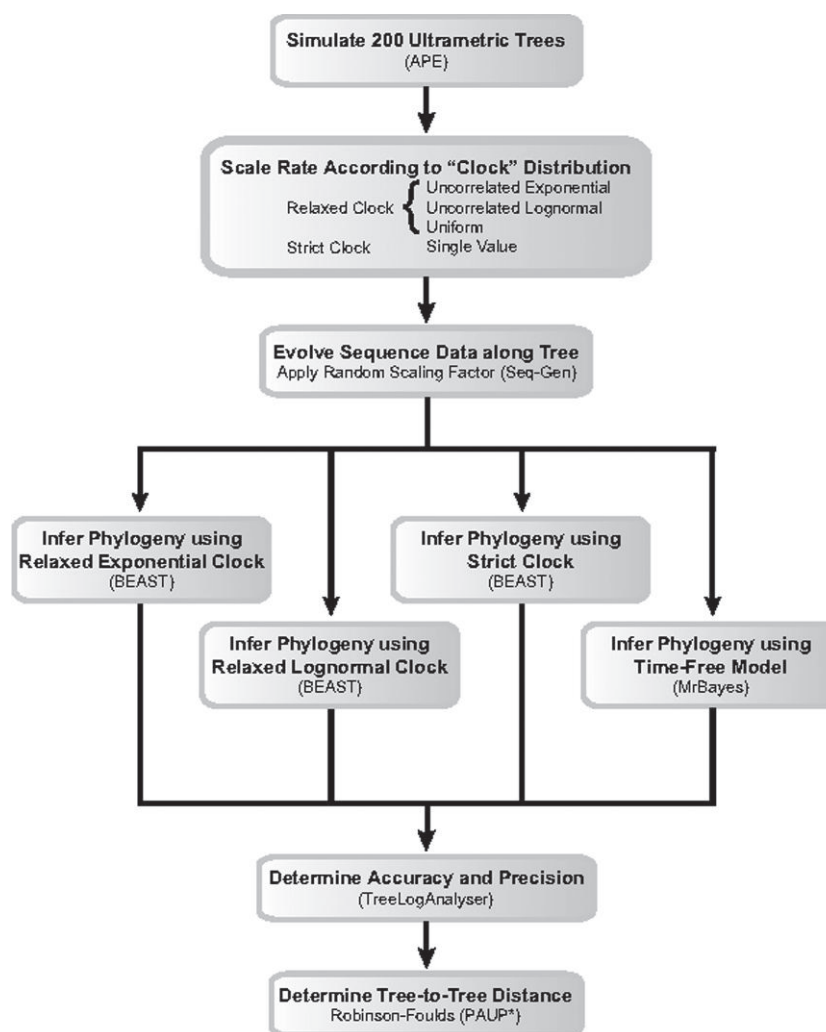 Simulate 200 Ultrametric Trees
(APE)
Scale Rate According to “Clock” Distribution
Relaxed Clock { Uncorrelated Exponential
Uncorrelated Lognormal
Uniform
Strict Clock Single Value
Evolve Sequence Data along Tree
Apply Random Scaling Factor (Seq-Gen)
Infer Phylogeny using
Relaxed Exponential Clock
(BEAST)
Infer Phylogeny using
Strict Clock
(BEAST)
Infer Phylogeny using
Relaxed Lognormal Clock
(BEAST)
Infer Phylogeny using
Time-Free Model
(MrBayes)
Determine Accuracy and Precision
(TreeLogAnalyser)
Determine Tree-to-Tree Distance
Robinson-Foulds (PAUP*)